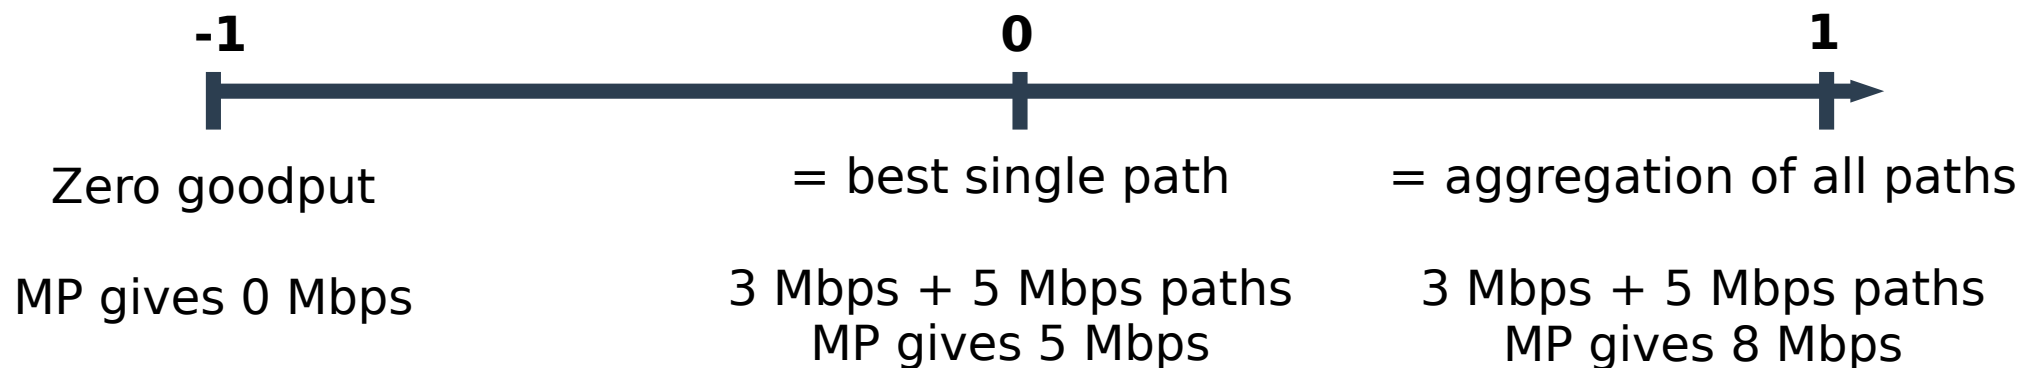 -1
0
1
Zero goodput
= best single path
= aggregation of all paths
MP gives 0 Mbps
3 Mbps + 5 Mbps paths
MP gives 5 Mbps
3 Mbps + 5 Mbps paths
MP gives 8 Mbps